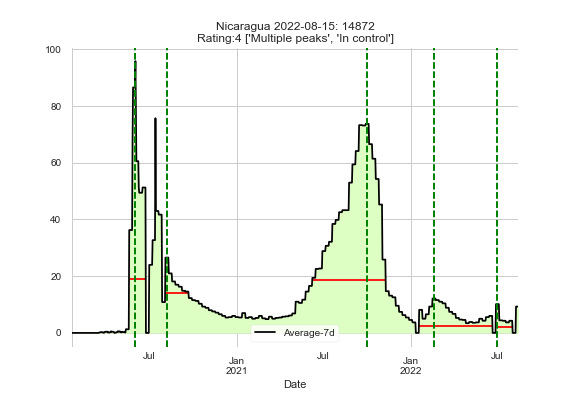 Nicaragua 2022-08-15: 14872
Rating:4 ['Multiple peaks', 'In control']
100
80
60
40
20
0
Average-7d
Jul
Jan
2021
Jul
Jan
2022
Jul
Date